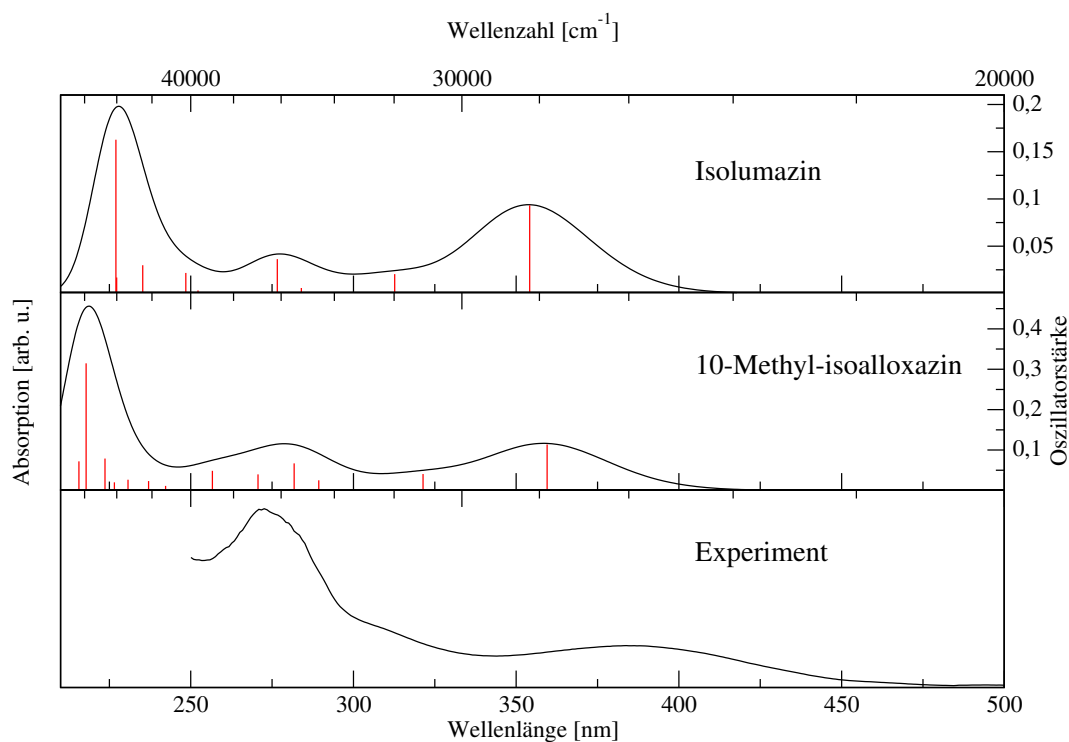 Wellenzahl [cm-1]
40000 30000 20000
0,2
Isolumazin
0,15
0,1
0,05
Absorption [arb. u.]
Oszillatorstärke
0,4
10-Methyl-isoalloxazin
0,3
0,2
0,1
Experiment
250 300 350 400 450 500
Wellenlänge [nm]